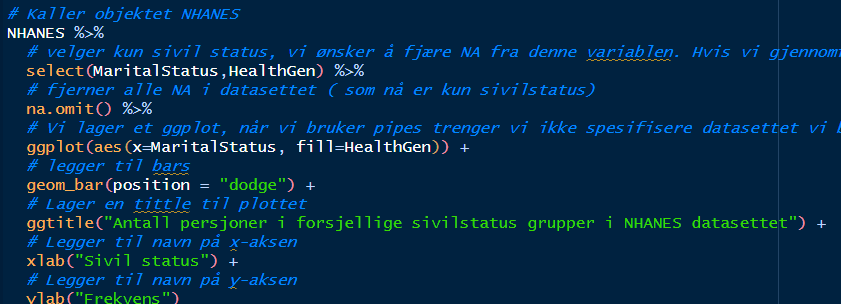 # Kaller objektet NHANES
NHANES %>%
# velger kun sivil status, vi ønsker å fjære NA fra denne variablen. Hvis vi
select(MaritalStatus,HealthGen) %>%
# fjerner alle NA i datasettet ( som nå er kun sivilstatus)
na.omit() %>%
# Vi lager et ggplot, når vi bruker pipes trenger vi ikke spesifisere datasettet vi
ggplot(aes(x=MaritalStatus, fill=HealthGen)) +
# legger til bars
geom_bar(position = "dodge") +
# Lager en tittle til plottet
ggtitle("Antall persjoner i forsjellige sivilstatus grupper i NHANES datasettet") +
# Legger til navn på x-aksen
xlab("Sivil status") +
# Legger til navn på y-aksen
ylab("Frekvens")